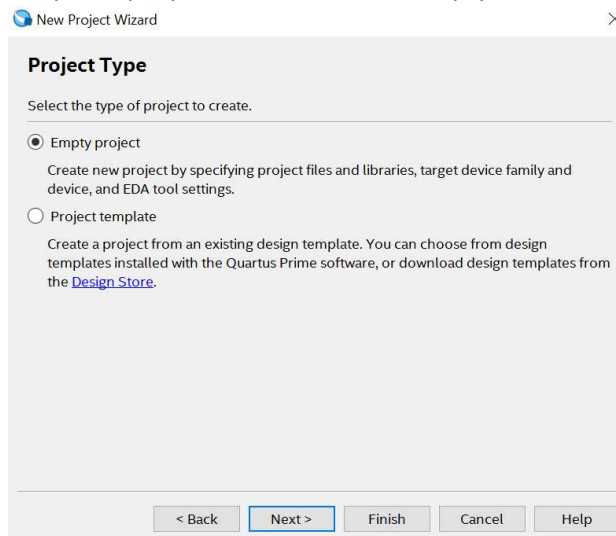 New Project Wizard
Project Type
Select the type of project to create.
Empty project
Create new project by specifying project files and libraries, target device family and
device, and EDA tool settings.
Project template
Create a project from an existing design template. You can choose from design
templates installed with the Quartus Prime software, or download design templates from
the Design Store.
< Back Next > Finish Cancel Help